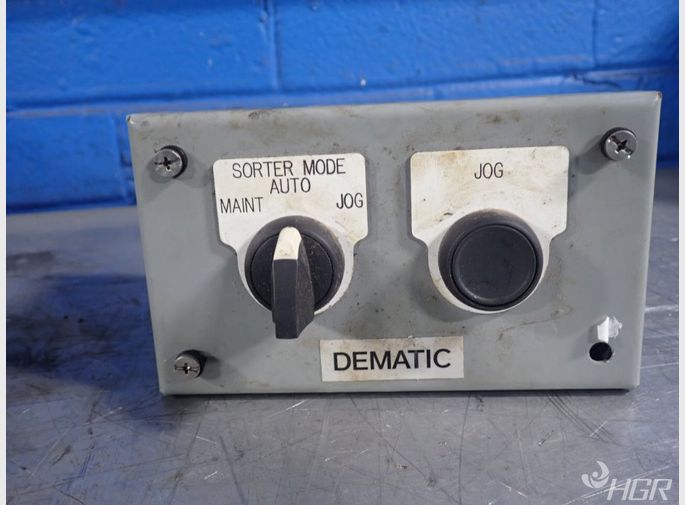 SORTER MODE
AUTO
MAINT JOG
JOG
DEMATIC
HGR